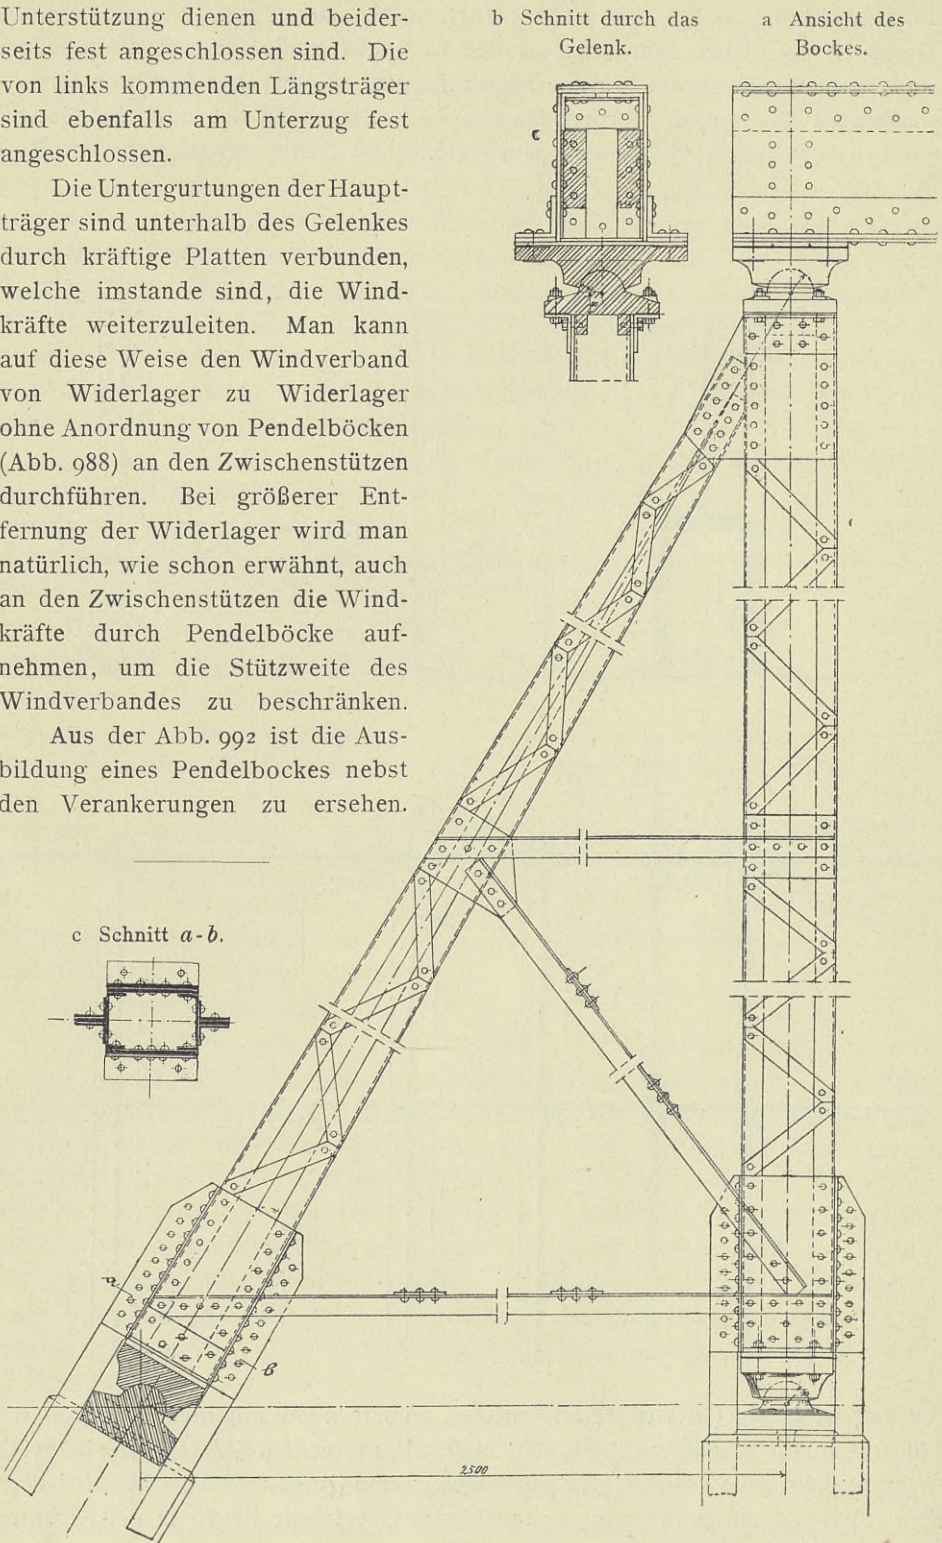 Unterstützung dienen und beider-
seits fest angeschlossen sind. Die
von links kommenden Längsträger
sind ebenfalls am Unterzug fest
angeschlossen.
Die Untergurtungen der Haupt-
träger sind unterhalb des Gelenkes
durch kräftige Platten verbunden,
welche imstande sind, die Wind-
kräfte weiterzuleiten. Man kann
auf diese Weise den Windverband
von Widerlager zu Widerlager
ohne Anordnung von Pendelböcken
(Abb. 988) an den Zwischenstützen
durchführen. Bei größerer Ent-
fernung der Widerlager wird man
natürlich, wie schon erwähnt, auch
an den Zwischenstützen die Wind-
kräfte durch Pendelböcke auf-
nehmen, um die Stützweite des
Windverbandes zu beschränken.
Aus der Abb. 992 ist die Aus-
bildung eines Pendelbockes nebst
den Verankerungen zu ersehen.
b Schnitt durch das
Gelenk.
a Ansicht des
Bockes.
c Schnitt a-b.
a
b
2500